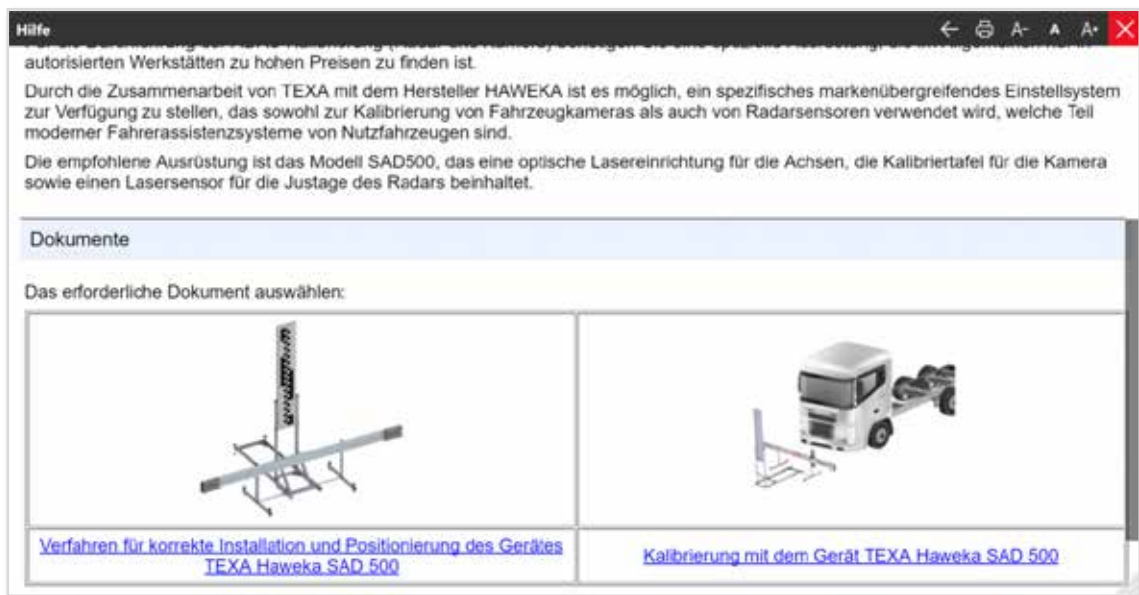 Hilfe
A- A A+
autorisierten Werkstätten zu hohen Preisen zu finden ist.
Durch die Zusammenarbeit von TEXA mit dem Hersteller HAWEKA ist es möglich, ein spezifisches markenübergreifendes Einstellsystem
zur Verfügung zu stellen, das sowohl zur Kalibrierung von Fahrzeugkameras als auch von Radarsensoren verwendet wird, welche Teil
moderner Fahrerassistenzsysteme von Nutzfahrzeugen sind.
Die empfohlene Ausrüstung ist das Modell SAD500, das eine optische Lasereinrichtung für die Achsen, die Kalibriertafel für die Kamera
sowie einen Lasersensor für die Justage des Radars beinhaltet.
Dokumente
Das erforderliche Dokument auswählen:
Verfahren für korrekte Installation und Positionierung des Gerätes
TEXA Haweka SAD 500
Kalibrierung mit dem Gerät TEXA Haweka SAD 500